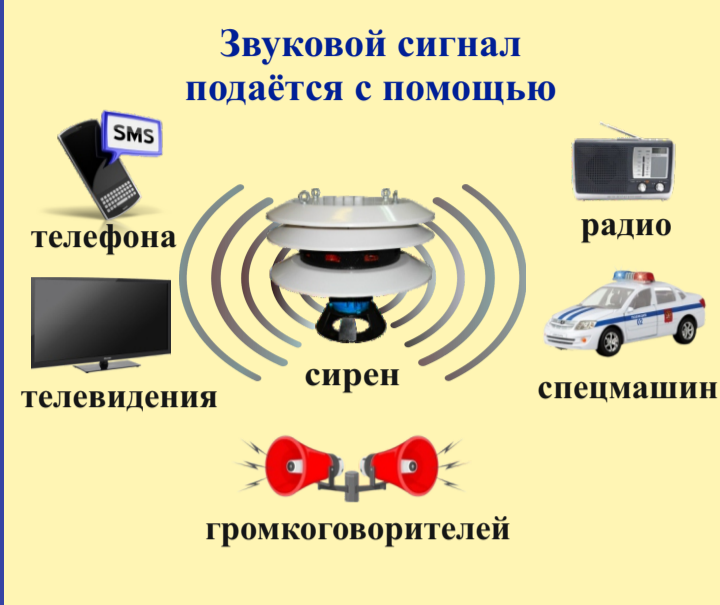 Звуковой сигнал
подаётся с помощью
SMS
телефона
радио
телевидения
сирен
спецмашин
громкоговорителей